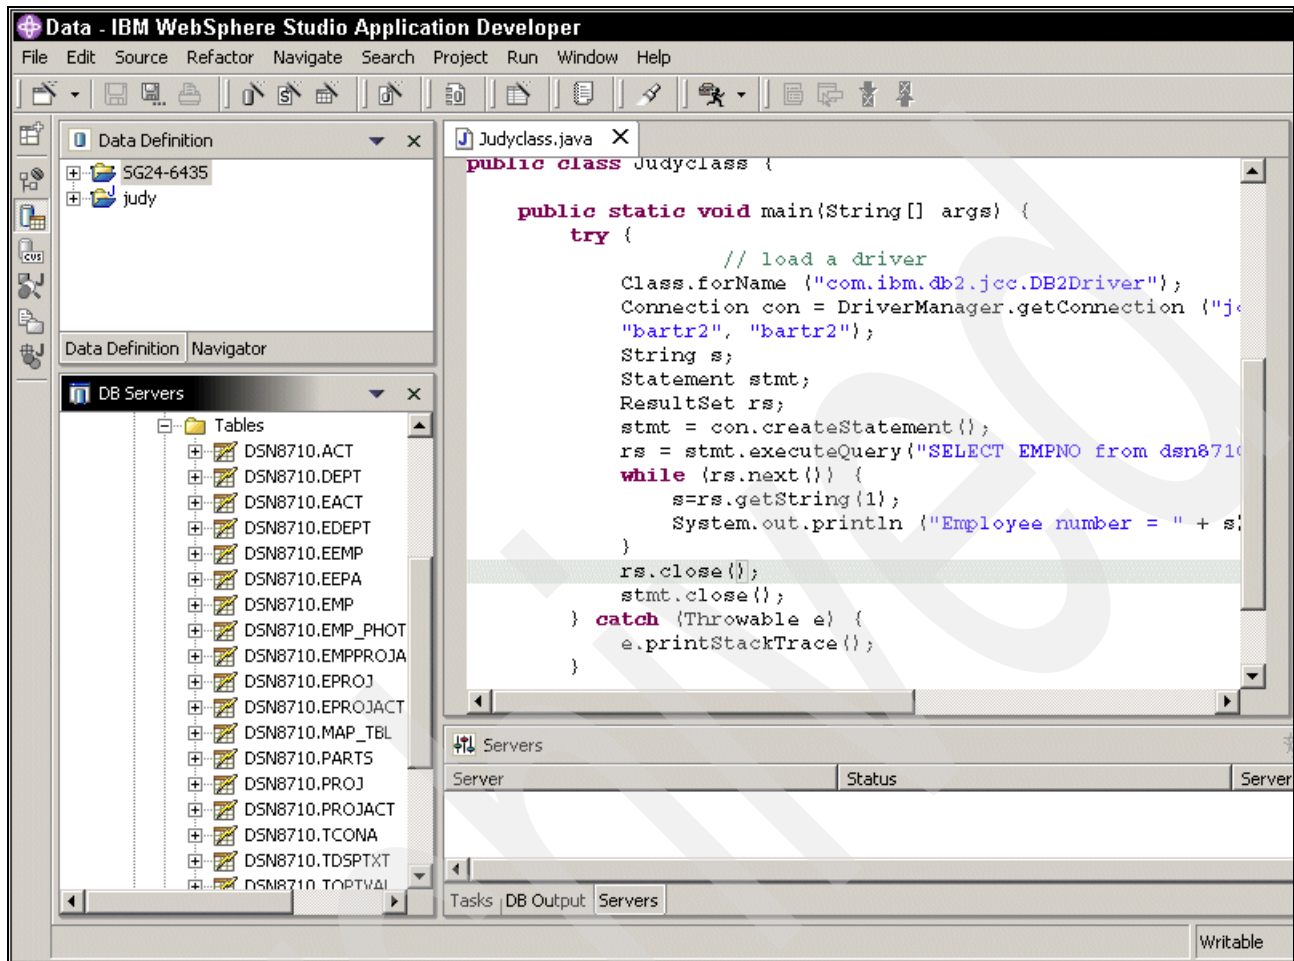 Data - IBM WebSphere Studio Application Developer
File Edit Source Refactor Navigate Search Project Run Window Help
Data Definition
SG24-6435
judy
Data Definition Navigator
DB Servers
Tables
DSN8710.ACT
DSN8710.DEPT
DSN8710.EACT
DSN8710.EDEPT
DSN8710.EEMP
DSN8710.EEPA
DSN8710.EMP
DSN8710.EMP_PHOT
DSN8710.EMPPROJA
DSN8710.EPROJ
DSN8710.EPROJACT
DSN8710.MAP_TBL
DSN8710.PARTS
DSN8710.PROJ
DSN8710.PROJACT
DSN8710.TCONA
DSN8710.TDSPTXT
DSN8710.TOPTVAL
Judyclass.java
public class Judyclass {
public static void main(String[] args) {
try {
// load a driver
Class.forName ("com.ibm.db2.jcc.DB2Driver");
Connection con = DriverManager.getConnection ("j
"bartr2", "bartr2");
String s;
Statement stmt;
ResultSet rs;
stmt = con.createStatement();
rs = stmt.executeQuery("SELECT EMPNO from dsn871
while (rs.next()) {
s=rs.getString(1);
System.out.println ("Employee number = " + s
}
rs.close();
stmt.close();
} catch (Throwable e) {
e.printStackTrace();
}
Servers
Server Status Server
Tasks DB Output Servers
Writable